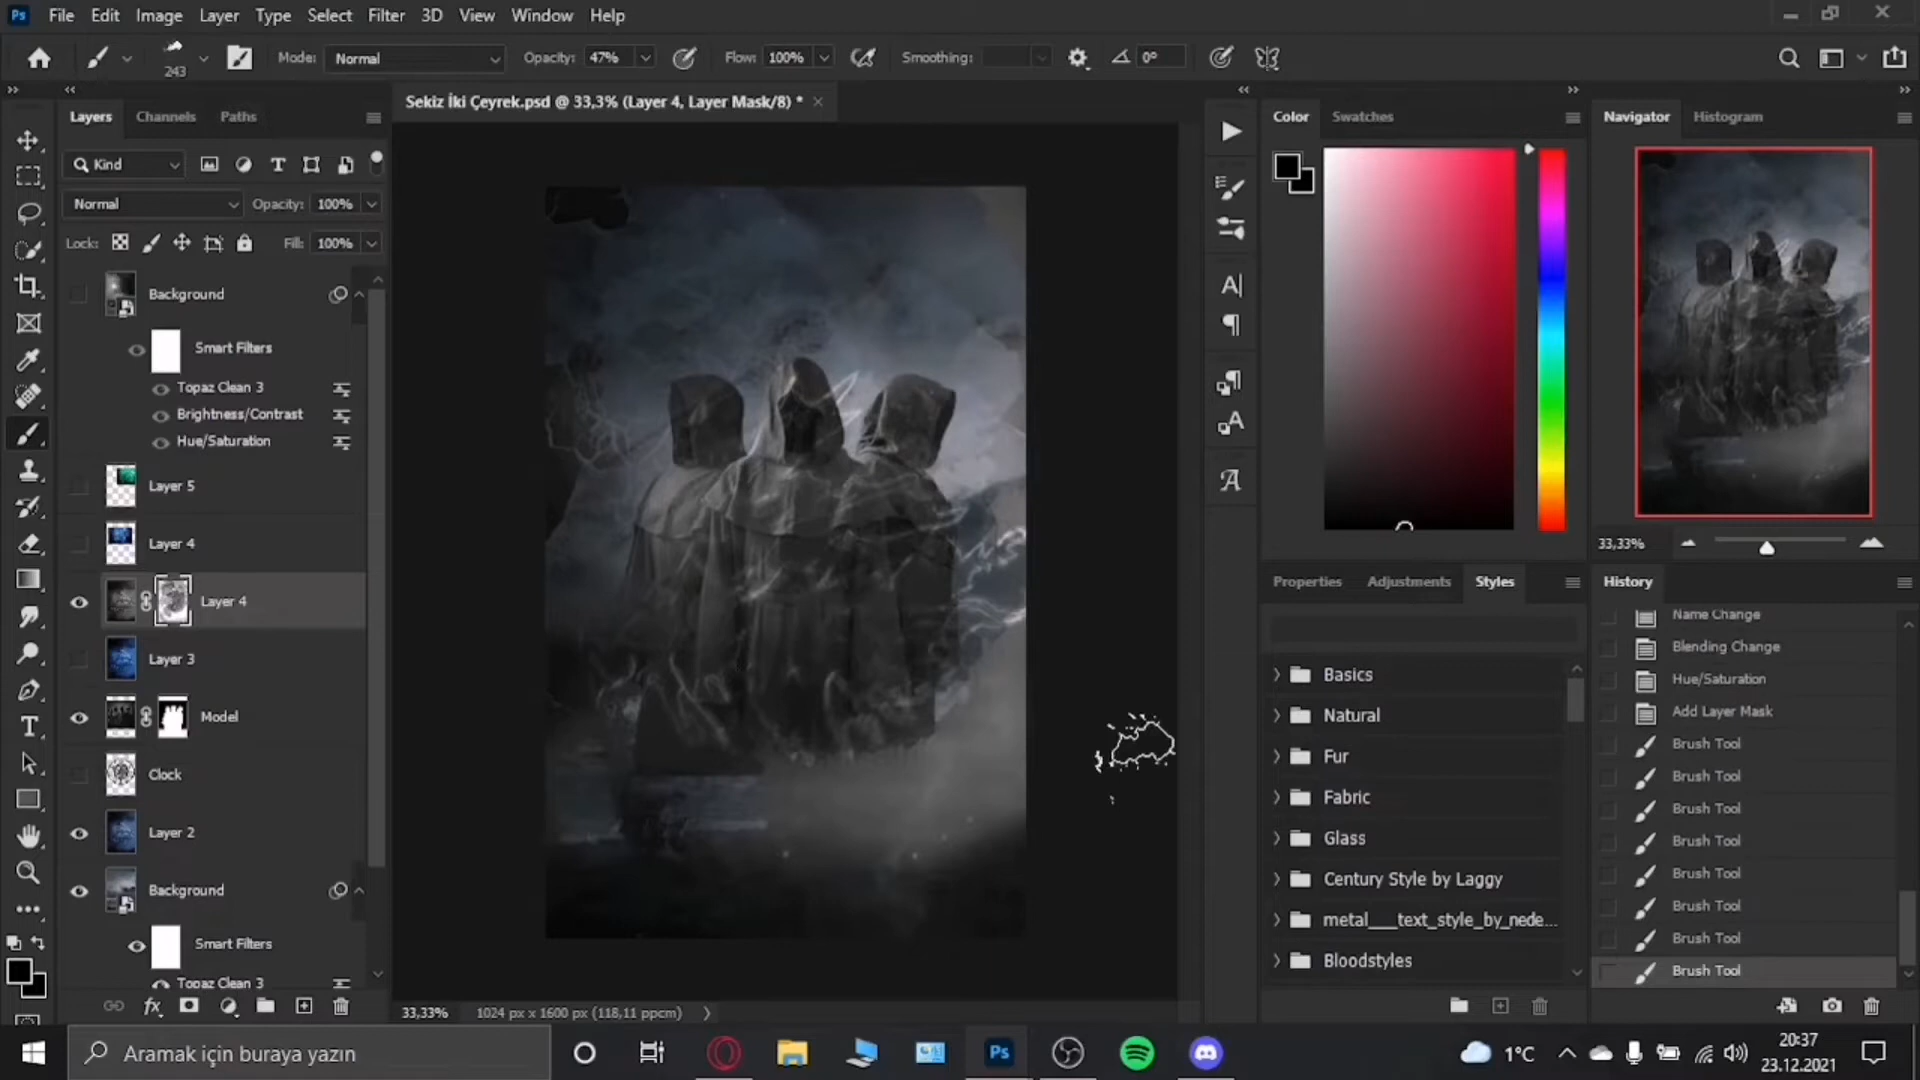 Ps File Edit Image Layer Type Select Filter 3D View Window Help
243 Mode: Normal Opacity: 47% Flow: 100% Smoothing: 0°
Layers Channels Paths
Sekiz İki Çeyrek.psd @ 33,3% (Layer 4, Layer Mask/8) *
Kind
Normal Opacity: 100%
Lock: Fill: 100%
Background
Smart Filters
Topaz Clean 3
Brightness/Contrast
Hue/Saturation
Layer 5
Layer 4
Layer 4
Layer 3
Model
Clock
Layer 2
Background
Smart Filters
Topaz Clean 3
33,33% 1024 px x 1600 px (118,11 ppcm)
Color Swatches
Navigator Histogram
33,33%
Properties Adjustments Styles
Basics
Natural
Fur
Fabric
Glass
Century Style by Laggy
metal___text_style_by_nede...
Bloodstyles
History
Name Change
Blending Change
Hue/Saturation
Add Layer Mask
Brush Tool
Brush Tool
Brush Tool
Brush Tool
Brush Tool
Brush Tool
Brush Tool
Brush Tool
Aramak için buraya yazın
Ps
1°C
20:37
23.12.2021